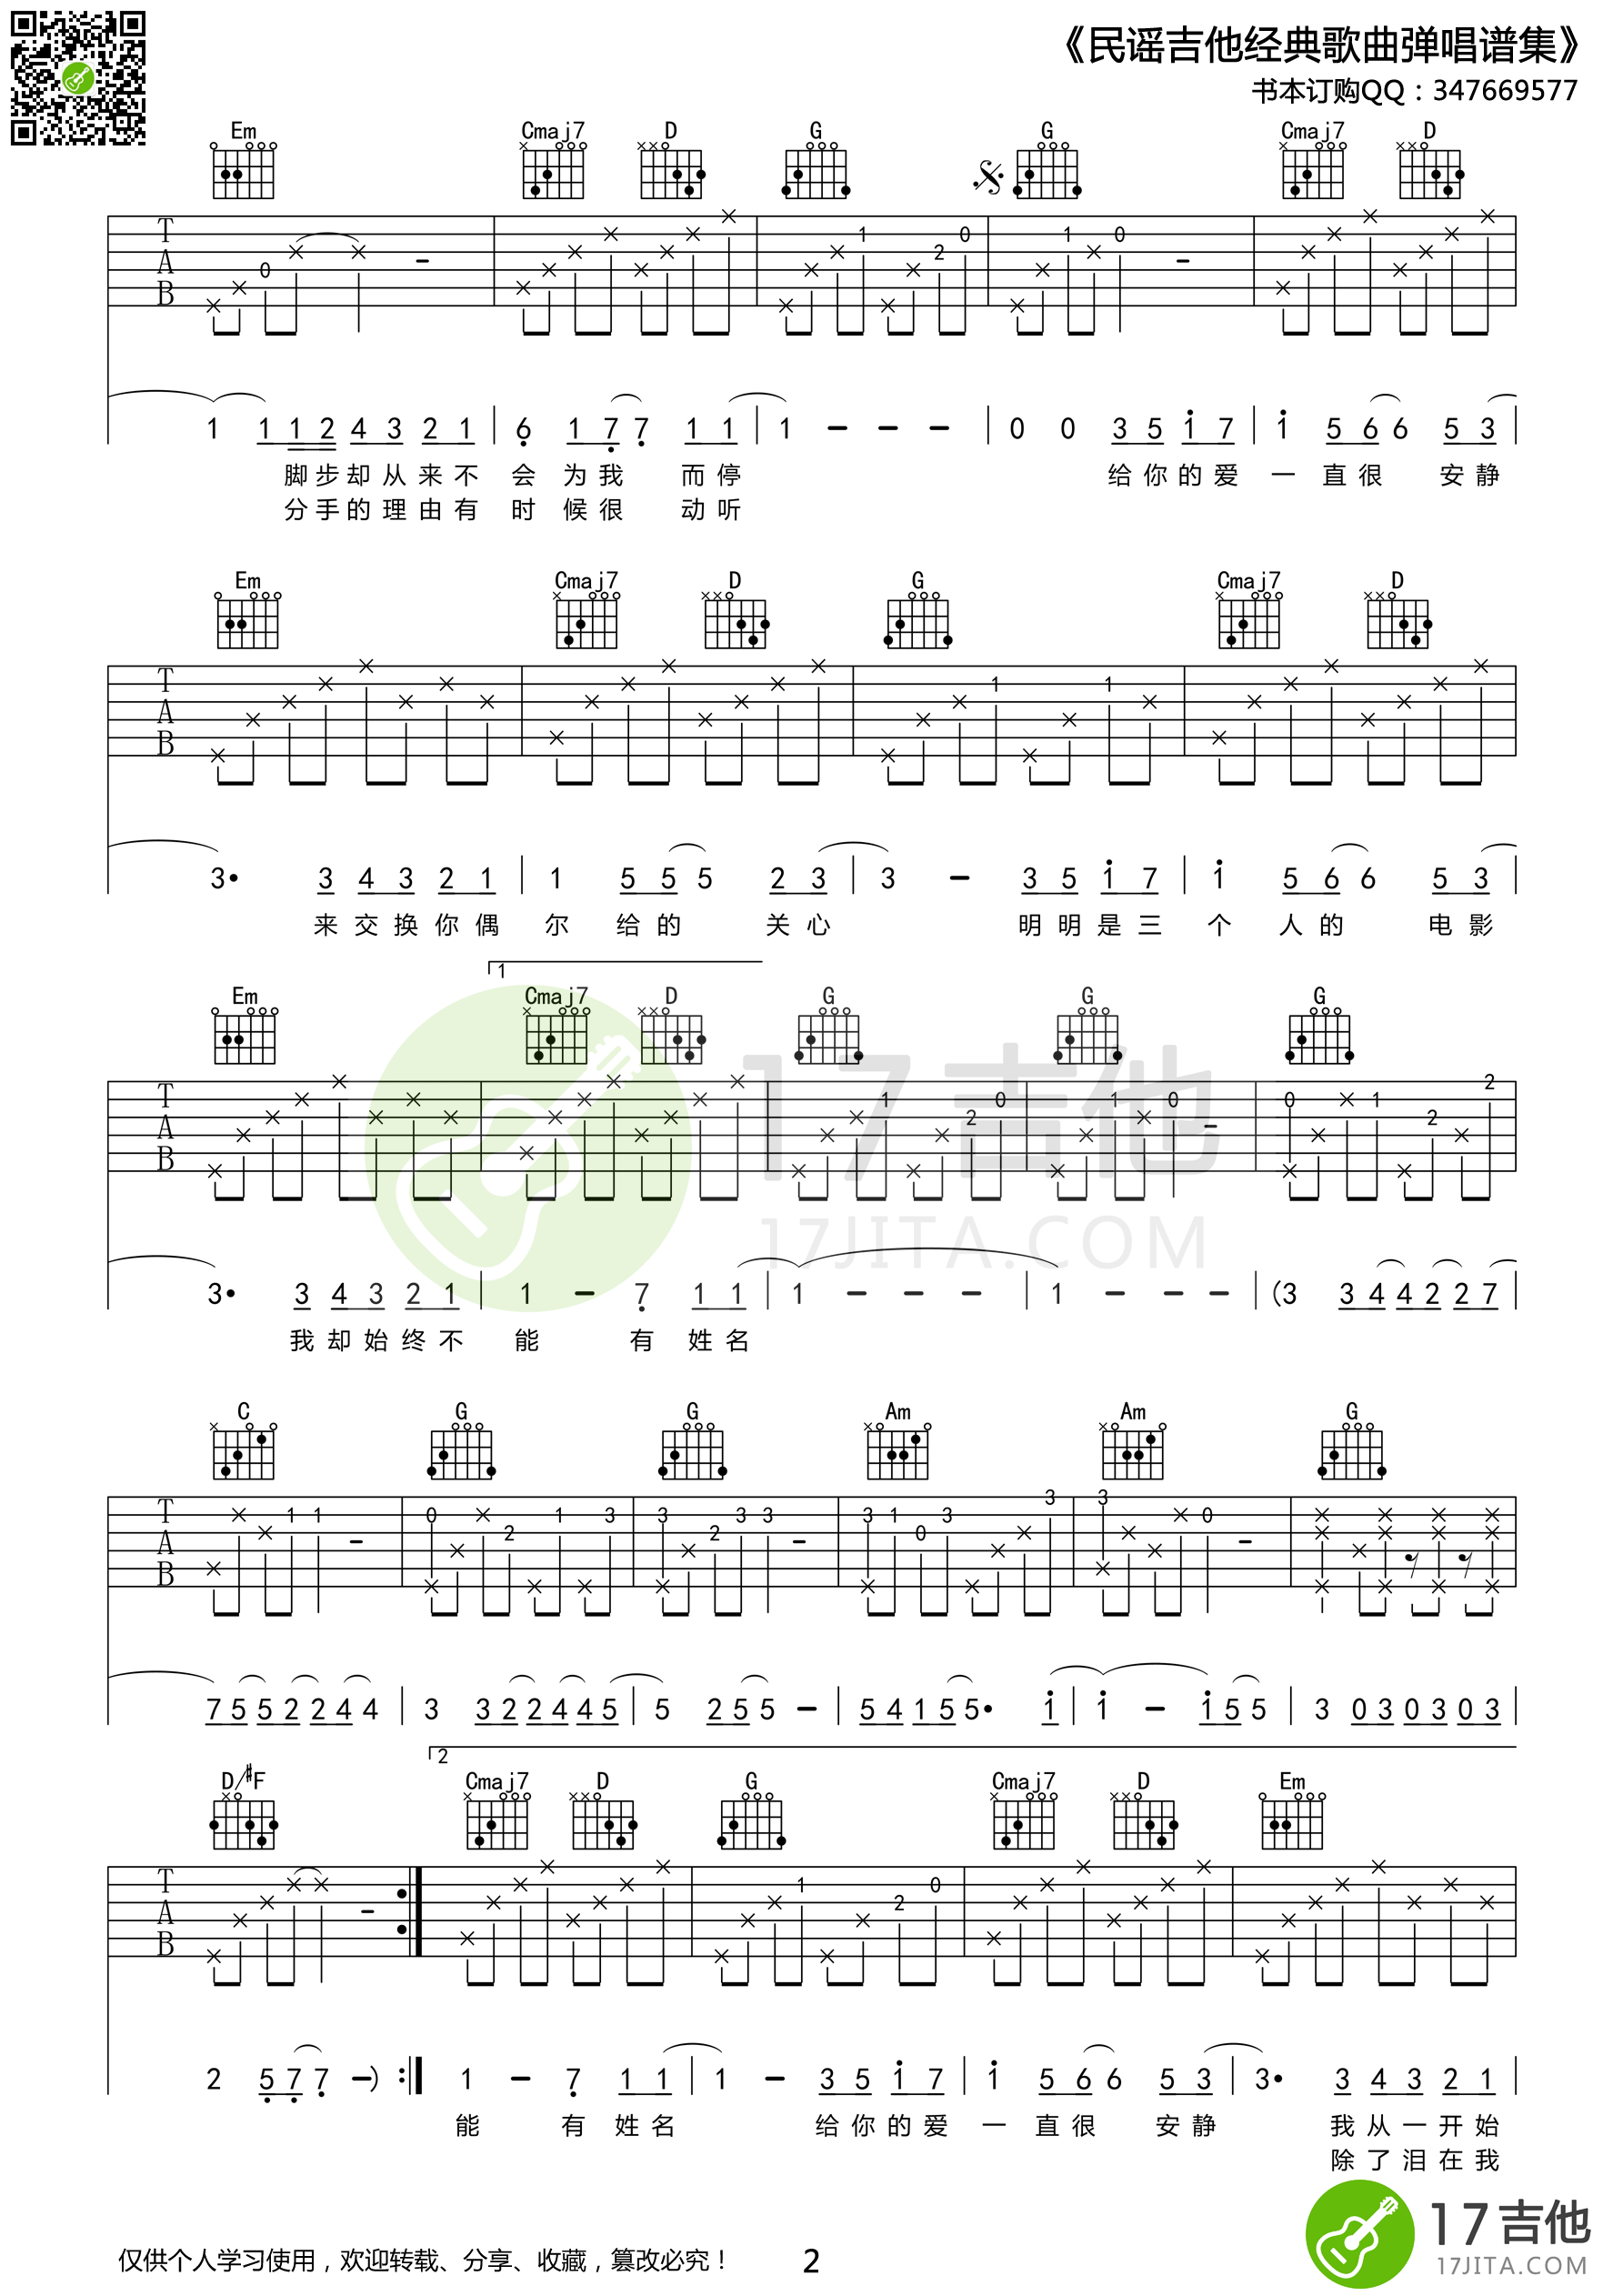 《民谣吉他经典歌曲弹唱谱集》
书本订购QQ：347669577
Em Cmaj7 D G G Cmaj7 D
1 1 1 2 4 3 2 1 | 6 1 7 7 1 1 | 1 - - - | 0 0 3 5 1 7 | 1 5 6 6 5 3 |
脚步却从来不 会 为我 而停 给你的爱 一 直很 安静
分手的理由有 时 候很 动听
Em Cmaj7 D G Cmaj7 D
3· 3 4 3 2 1 | 1 5 5 5 2 3 | 3 - 3 5 1 7 | 1 5 6 6 5 3 |
来交换你偶 尔 给的 关心 明明是三 个 人的 电影
1
Em Cmaj7 D G G G
3· 3 4 3 2 1 | 1 - 7 1 1 | 1 - - - | 1 - - - | (3 3 4 4 2 2 7 |
我却始终不 能 有 姓名
17吉他
17JITA.COM
C G G Am Am G
7 5 5 2 2 4 4 | 3 3 2 2 4 4 5 | 5 2 5 5 - | 5 4 1 5 5· 1 | 1 - 1 5 5 | 3 0 3 0 3 0 3 |
2
D/#F Cmaj7 D G Cmaj7 D Em
2 5 7 7 -) :| 1 - 7 1 1 | 1 - 3 5 1 7 | 1 5 6 6 5 3 | 3· 3 4 3 2 1 |
能 有 姓名 给你的爱 一 直很 安静 我从一开始
除了泪在我
仅供个人学习使用，欢迎转载、分享、收藏，篡改必究！
2
17吉他
17JITA.COM